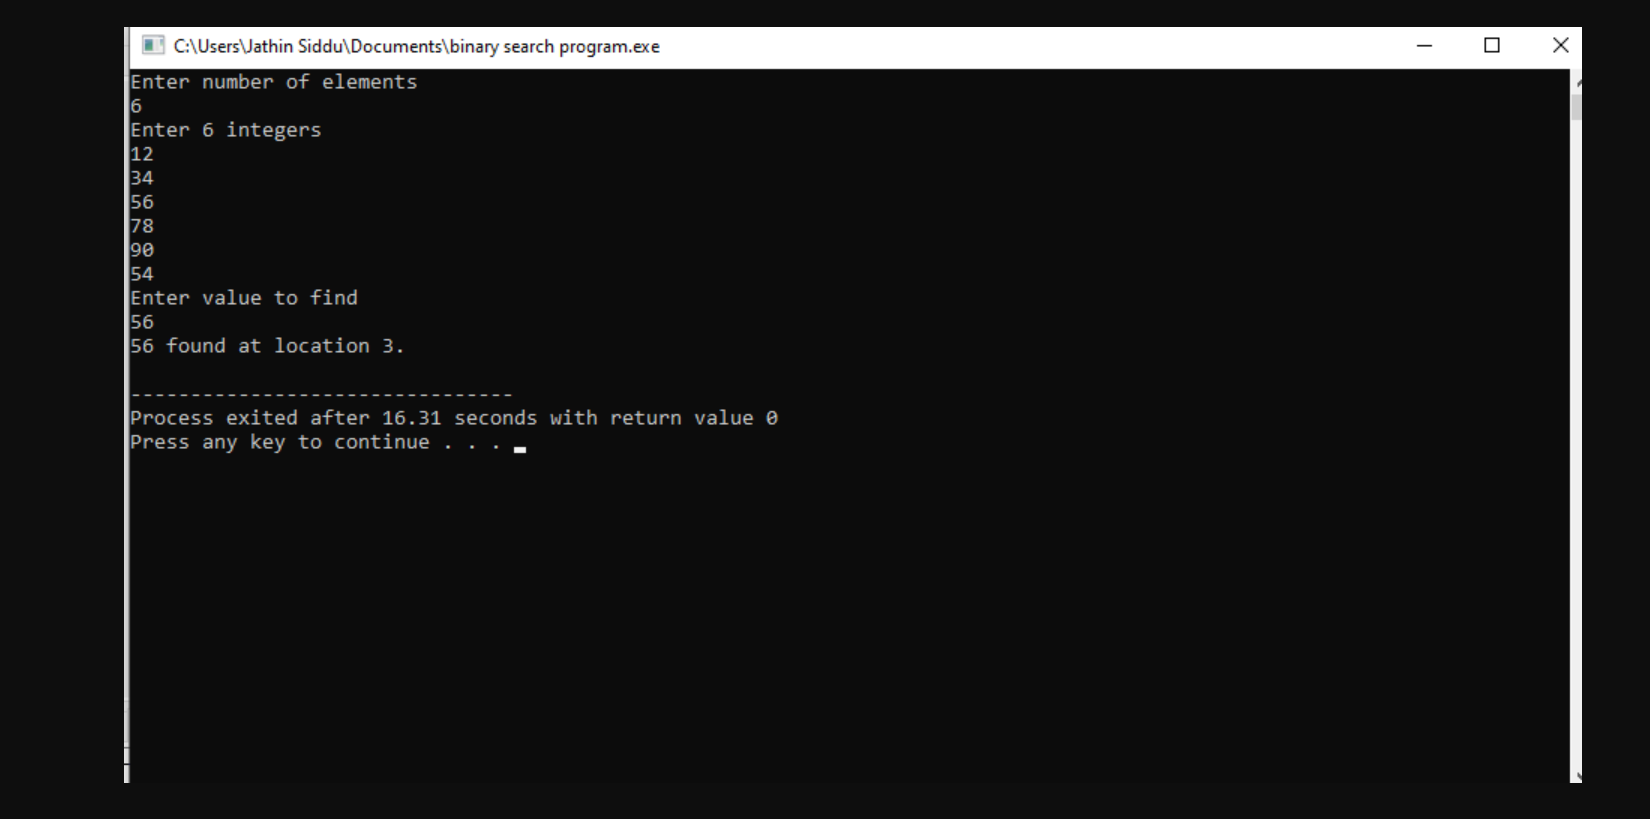 C:\Users\Jathin Siddu\Documents\binary search program.exe
Enter number of elements
6
Enter 6 integers
12
34
56
78
90
54
Enter value to find
56
56 found at location 3.
--------------------------------
Process exited after 16.31 seconds with return value 0
Press any key to continue . . .